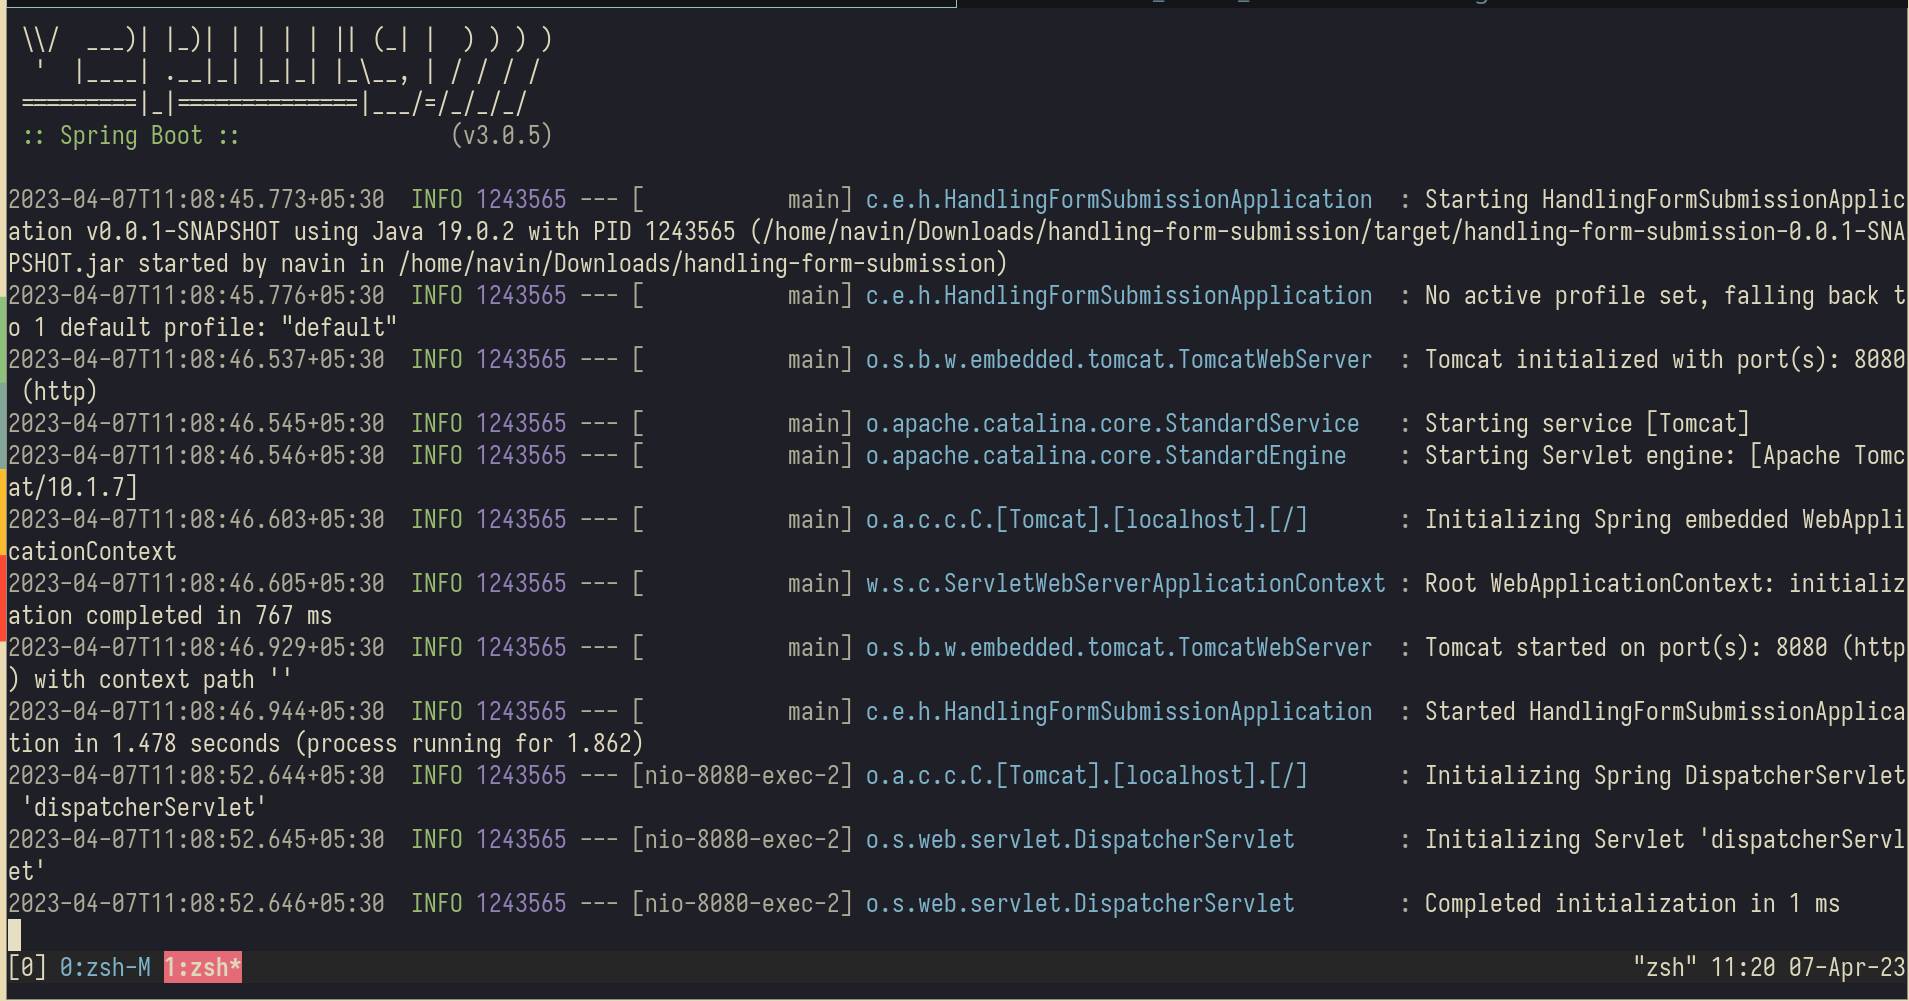 \\/  ___)| |_)| | | | | || (_| |  ) ) ) )
  '  |____| .__|_| |_|_| |_\__, | / / / /
 =========|_|==============|___/=/_/_/_/
 :: Spring Boot ::                (v3.0.5)
2023-04-07T11:08:45.773+05:30  INFO 1243565 --- [           main] c.e.h.HandlingFormSubmissionApplication  : Starting HandlingFormSubmissionApplic
ation v0.0.1-SNAPSHOT using Java 19.0.2 with PID 1243565 (/home/navin/Downloads/handling-form-submission/target/handling-form-submission-0.0.1-SNA
PSHOT.jar started by navin in /home/navin/Downloads/handling-form-submission)
2023-04-07T11:08:45.776+05:30  INFO 1243565 --- [           main] c.e.h.HandlingFormSubmissionApplication  : No active profile set, falling back t
o 1 default profile: "default"
2023-04-07T11:08:46.537+05:30  INFO 1243565 --- [           main] o.s.b.w.embedded.tomcat.TomcatWebServer  : Tomcat initialized with port(s): 8080
 (http)
2023-04-07T11:08:46.545+05:30  INFO 1243565 --- [           main] o.apache.catalina.core.StandardService   : Starting service [Tomcat]
2023-04-07T11:08:46.546+05:30  INFO 1243565 --- [           main] o.apache.catalina.core.StandardEngine    : Starting Servlet engine: [Apache Tomc
at/10.1.7]
2023-04-07T11:08:46.603+05:30  INFO 1243565 --- [           main] o.a.c.c.C.[Tomcat].[localhost].[/]       : Initializing Spring embedded WebAppli
cationContext
2023-04-07T11:08:46.605+05:30  INFO 1243565 --- [           main] w.s.c.ServletWebServerApplicationContext : Root WebApplicationContext: initializ
ation completed in 767 ms
2023-04-07T11:08:46.929+05:30  INFO 1243565 --- [           main] o.s.b.w.embedded.tomcat.TomcatWebServer  : Tomcat started on port(s): 8080 (http
) with context path ''
2023-04-07T11:08:46.944+05:30  INFO 1243565 --- [           main] c.e.h.HandlingFormSubmissionApplication  : Started HandlingFormSubmissionApplica
tion in 1.478 seconds (process running for 1.862)
2023-04-07T11:08:52.644+05:30  INFO 1243565 --- [nio-8080-exec-2] o.a.c.c.C.[Tomcat].[localhost].[/]       : Initializing Spring DispatcherServlet
 'dispatcherServlet'
2023-04-07T11:08:52.645+05:30  INFO 1243565 --- [nio-8080-exec-2] o.s.web.servlet.DispatcherServlet        : Initializing Servlet 'dispatcherServl
et'
2023-04-07T11:08:52.646+05:30  INFO 1243565 --- [nio-8080-exec-2] o.s.web.servlet.DispatcherServlet        : Completed initialization in 1 ms
[0] 0:zsh-M 1:zsh* "zsh" 11:20 07-Apr-23